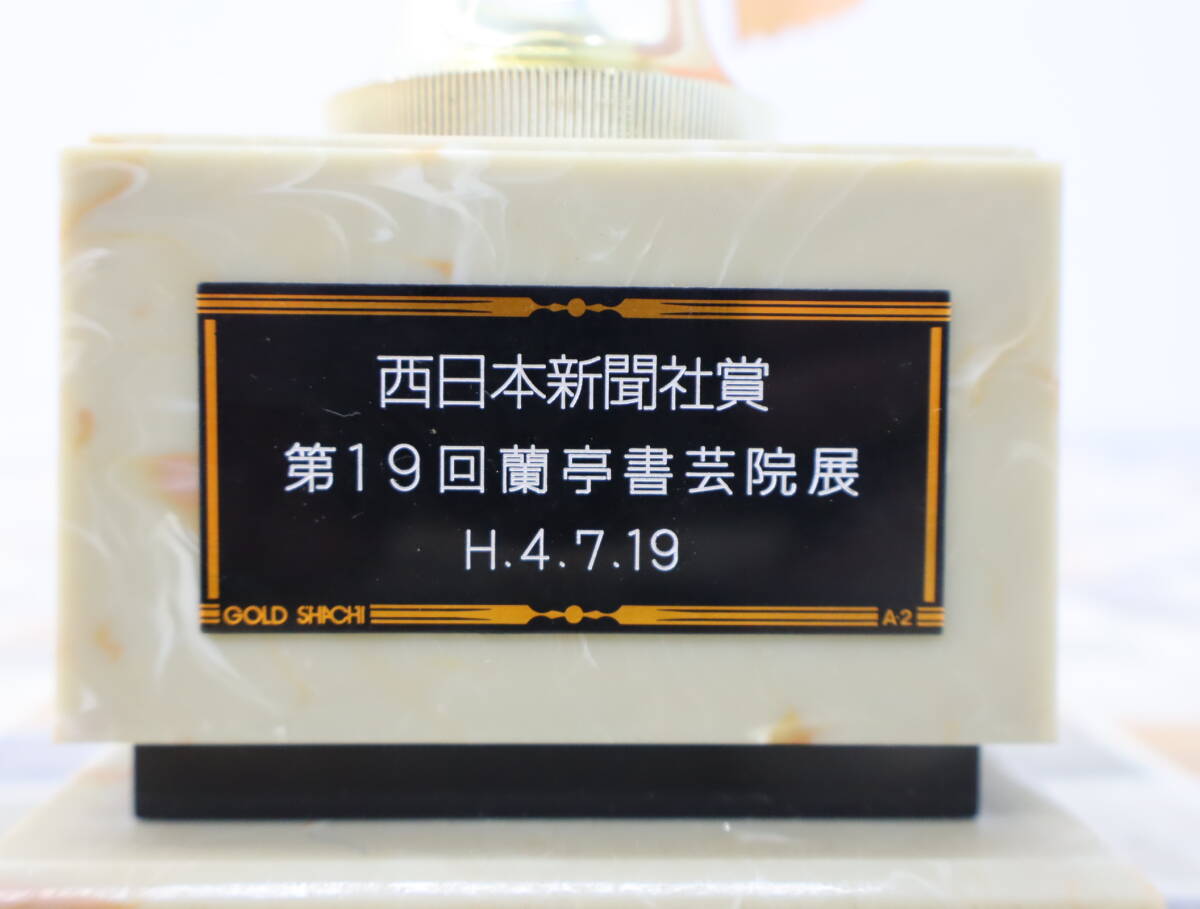 西日本新聞社賞
第19回蘭亭書芸院展
H.4.7.19
GOLD SHACHI
A-2